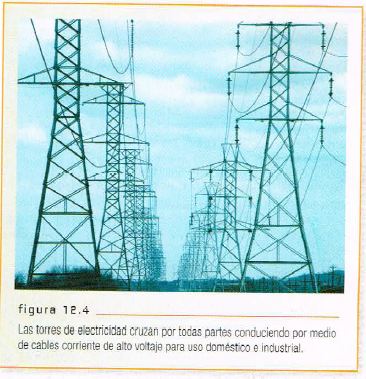 figura 12.4
Las torres de electricidad cruzan por todas partes conduciendo por medio
de cables corriente de alto voltaje para uso doméstico e industrial.